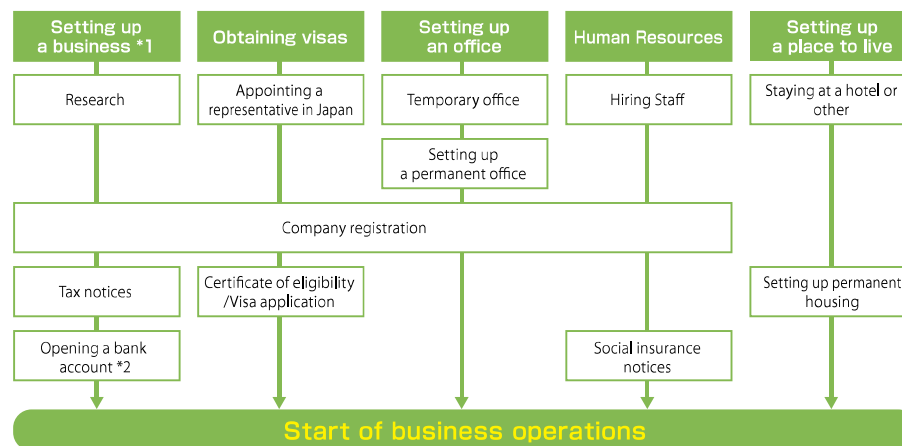 Setting up
a business *1
Obtaining visas
Setting up
an office
Human Resources
Setting up
a place to live
Research
Appointing a
representative in Japan
Temporary office
Hiring Staff
Staying at a hotel or
other
Setting up
a permanent office
Company registration
Tax notices
Certificate of eligibility
/Visa application
Setting up permanent
housing
Opening a bank
account *2
Social insurance
notices
Start of business operations